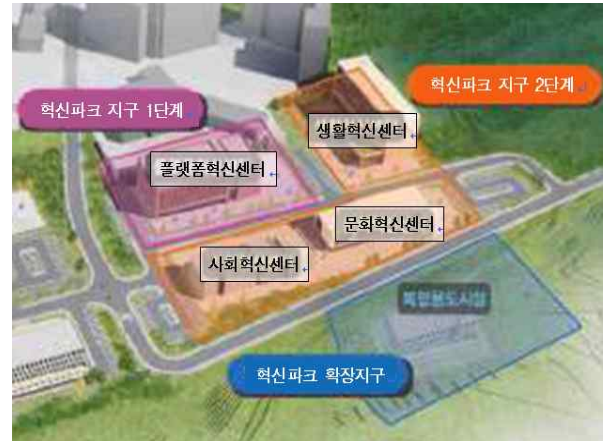 혁신파크 지구 2단계
혁신파크 지구 1단계
생활혁신센터
플랫폼혁신센터
문화혁신센터
사회혁신센터
복합용도시설
혁신파크 확장지구